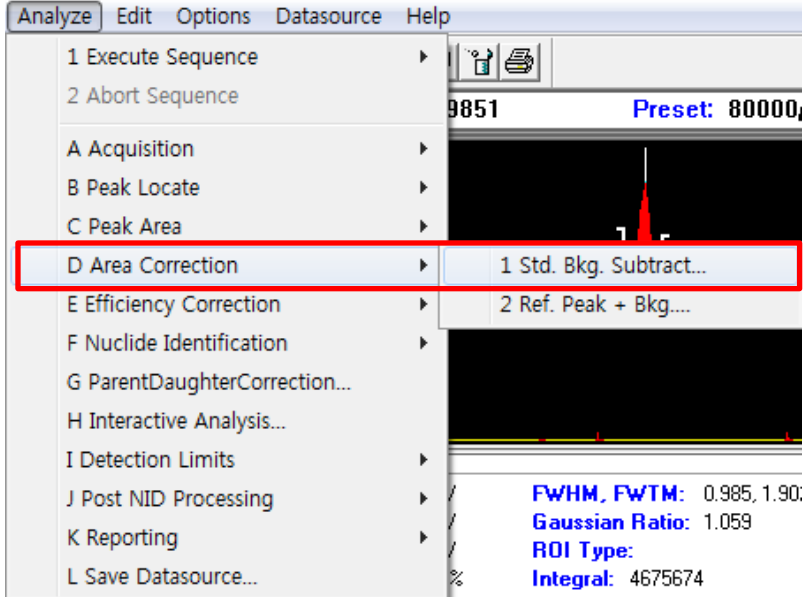 Analyze Edit Options Datasource Help
1 Execute Sequence
2 Abort Sequence
9851 Preset: 80000
A Acquisition
B Peak Locate
C Peak Area
D Area Correction
1 Std. Bkg. Subtract...
E Efficiency Correction
2 Ref. Peak + Bkg....
F Nuclide Identification
G ParentDaughterCorrection...
H Interactive Analysis...
I Detection Limits
J Post NID Processing
/ FWHM, FWTM: 0.985, 1.902
/ Gaussian Ratio: 1.059
K Reporting
/ ROI Type:
L Save Datasource...
% Integral: 4675674